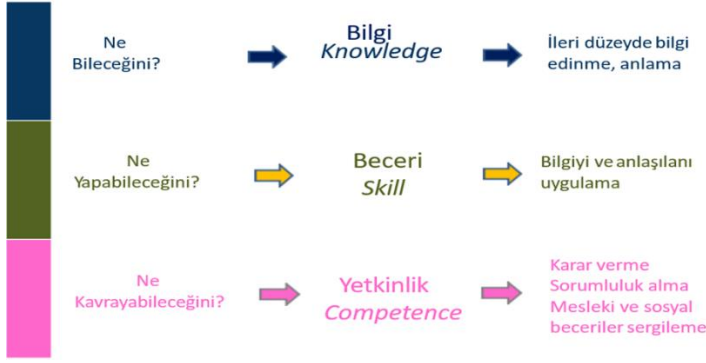 Ne
Bileceğini?
Bilgi
Knowledge
İleri düzeyde bilgi
edinme, anlama
Ne
Yapabileceğini?
Beceri
Skill
Bilgiyi ve anlaşılanı
uygulama
Ne
Kavrayabileceğini?
Yetkinlik
Competence
Karar verme
Sorumluluk alma
Mesleki ve sosyal
beceriler sergileme